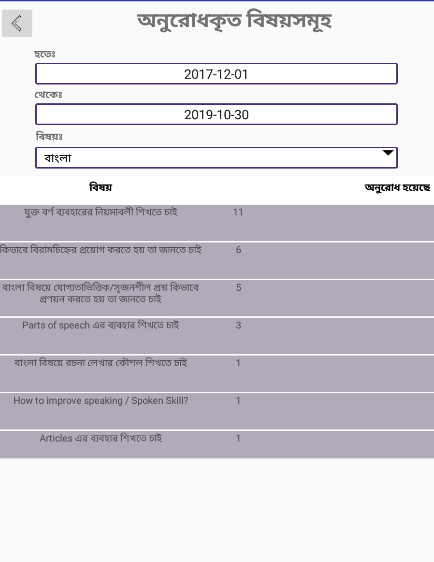 অনুরোধকৃত বিষয়সমূহ
হতেঃ
2017-12-01
থেকেঃ
2019-10-30
বিষয়ঃ
বাংলা
বিষয় অনুরোধ হয়েছে
যুক্ত বর্ণ ব্যবহারের নিয়মাবলী শিখতে চাই 11
কিভাবে বিরামচিহ্নের প্রয়োগ করতে হয় তা জানতে চাই 6
বাংলা বিষয়ে যোগ্যতাভিত্তিক/সৃজনশীল প্রশ্ন কিভাবে 5
প্রণয়ন করতে হয় তা জানতে চাই
Parts of speech এর ব্যবহার শিখতে চাই 3
বাংলা বিষয়ে রচনা লেখার কৌশল শিখতে চাই 1
How to improve speaking / Spoken Skill? 1
Articles এর ব্যবহার শিখতে চাই 1